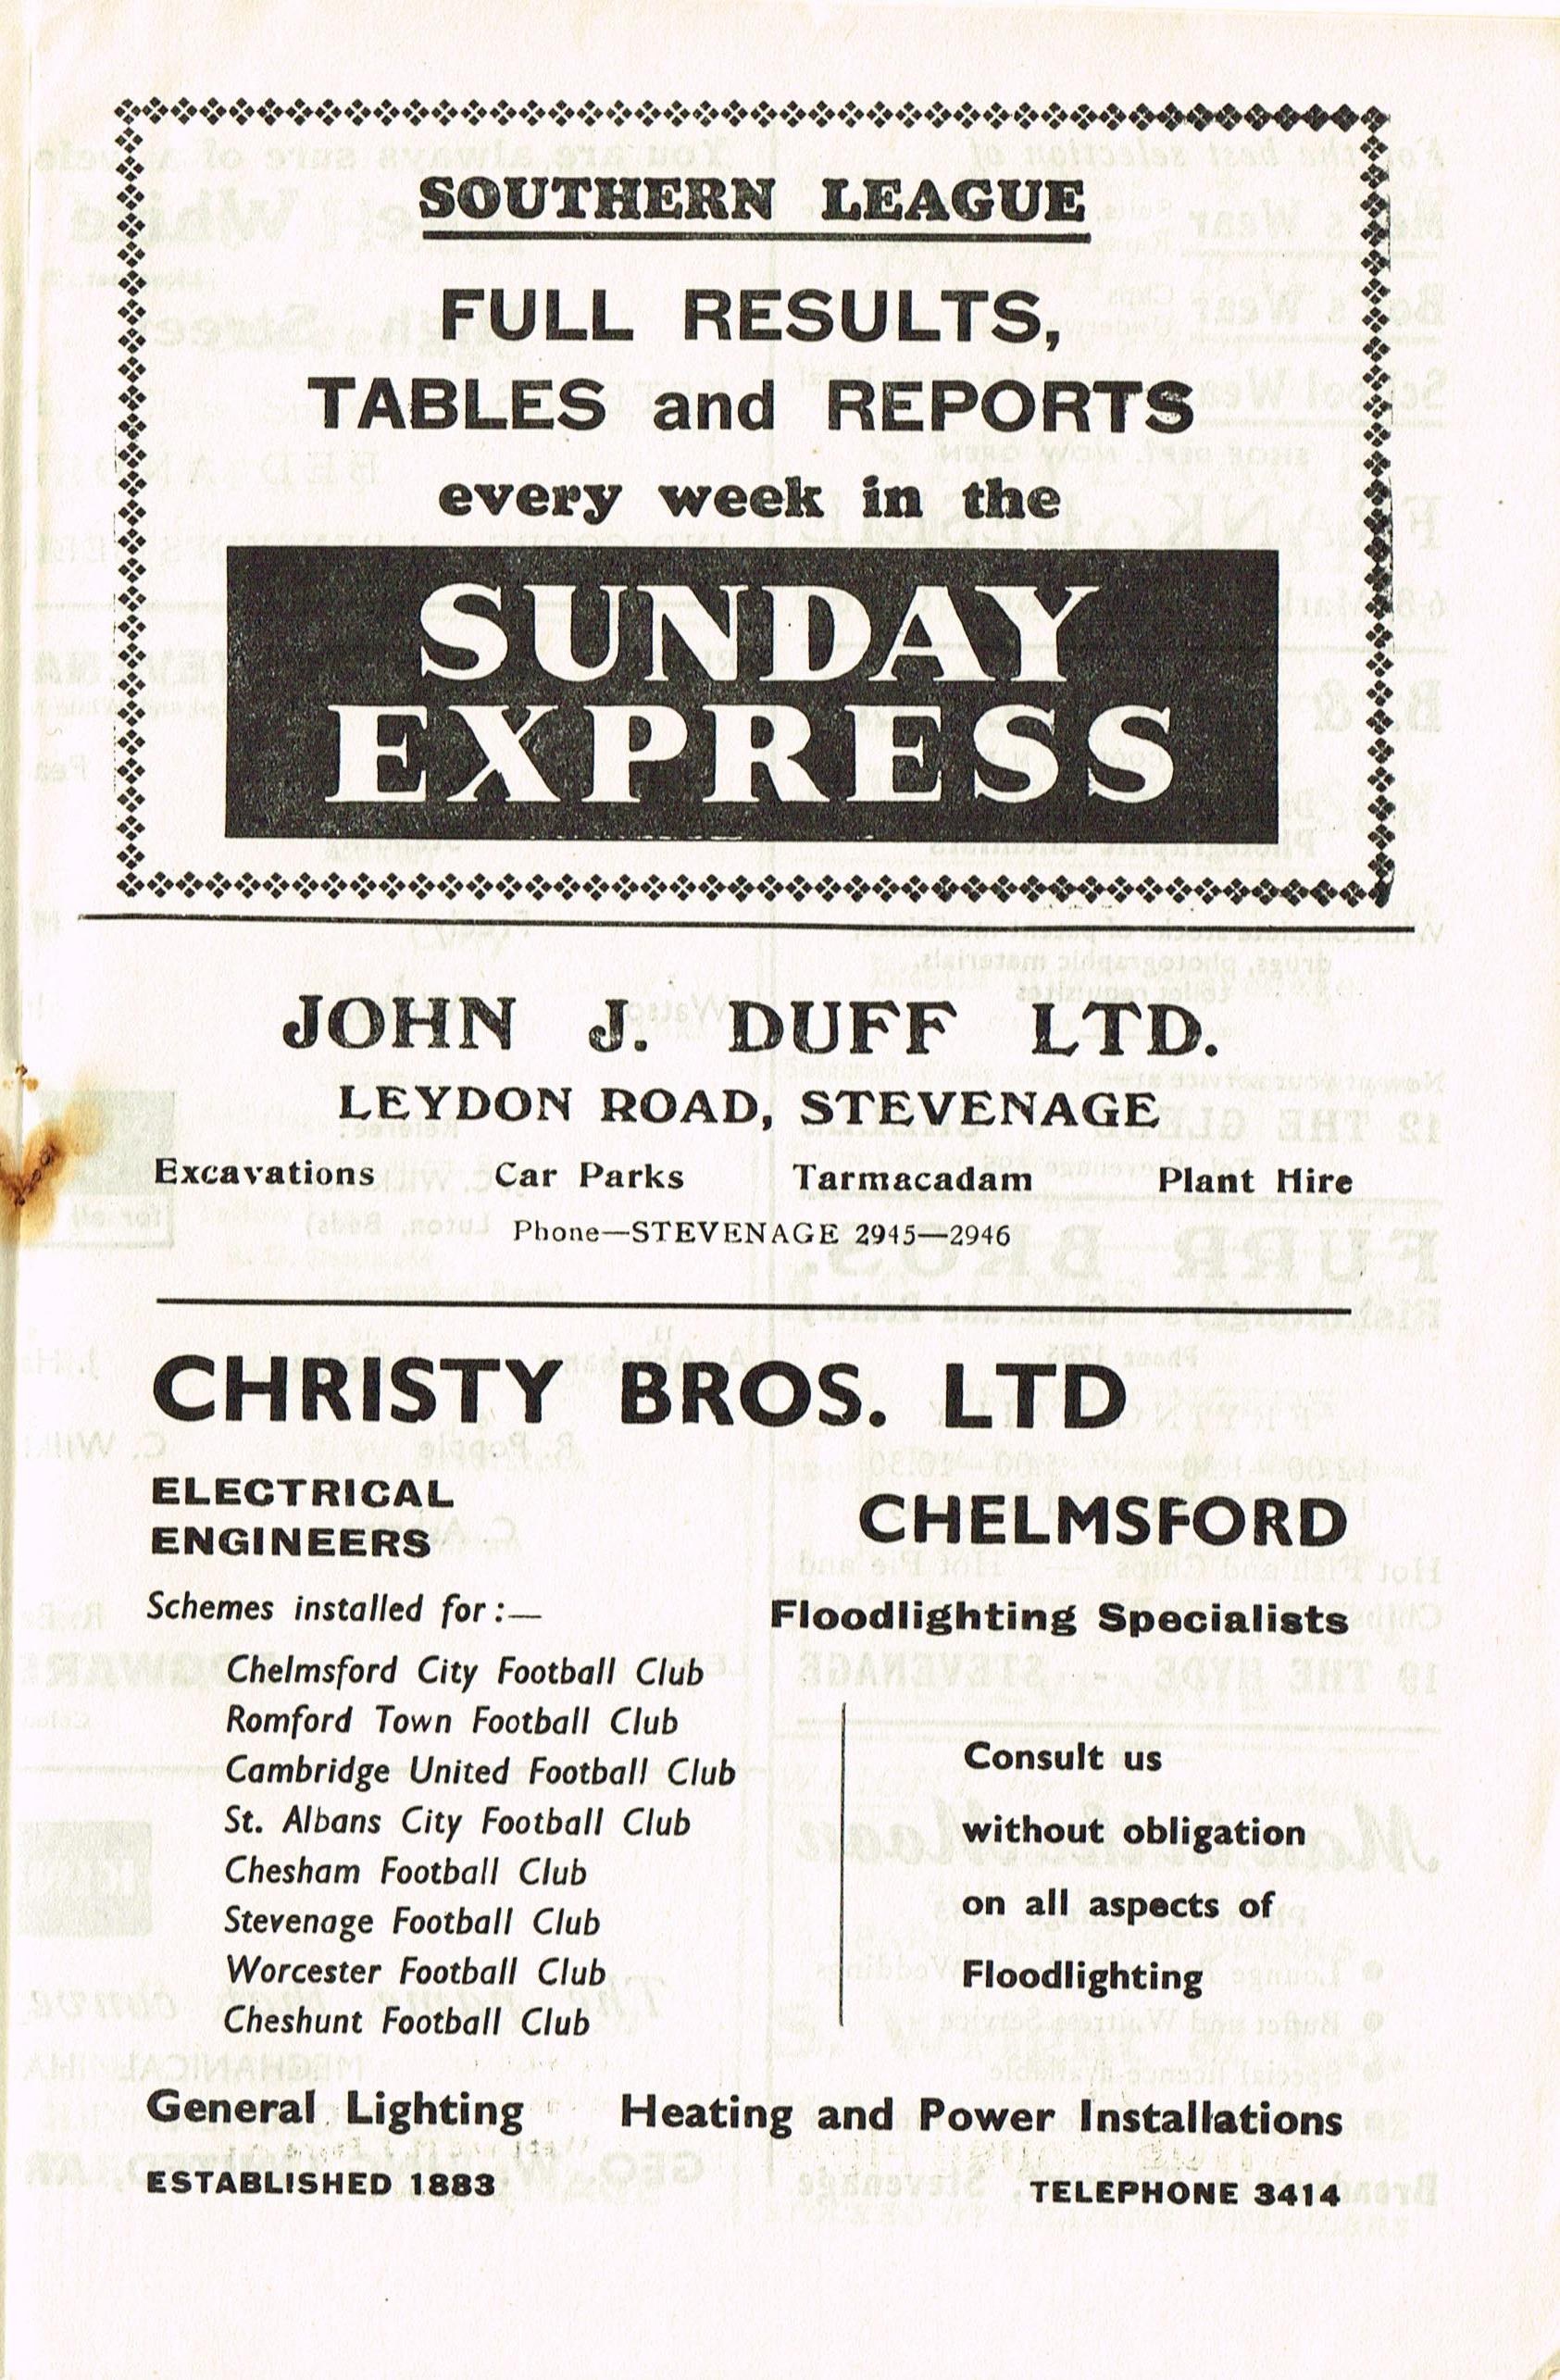 SOUTHERN LEAGUE
FULL RESULTS,
TABLES and REPORTS
every week in the
SUNDAY
EXPRESS
JOHN J. DUFF LTD.
LEYDON ROAD, STEVENAGE
Excavations Car Parks Tarmacadam Plant Hire
Phone—STEVENAGE 2945—2946
CHRISTY BROS. LTD
ELECTRICAL
ENGINEERS
CHELMSFORD
Schemes installed for:—
Floodlighting Specialists
Chelmsford City Football Club
Romford Town Football Club
Cambridge United Football Club
St. Albans City Football Club
Chesham Football Club
Stevenage Football Club
Worcester Football Club
Cheshunt Football Club
Consult us
without obligation
on all aspects of
Floodlighting
General Lighting Heating and Power Installations
ESTABLISHED 1883 TELEPHONE 3414